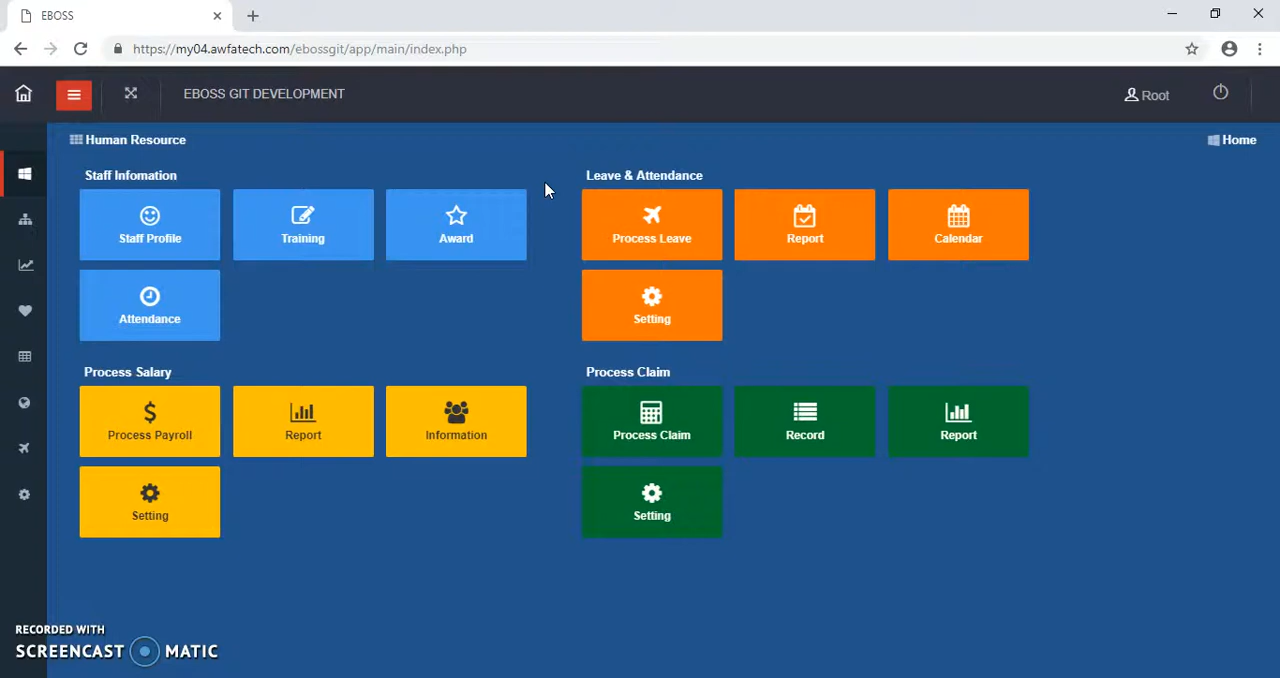 EBOSS
https://my04.awfatech.com/ebossgit/app/main/index.php
EBOSS GIT DEVELOPMENT
Root
Human Resource
Home
Staff Infomation
Staff Profile
Training
Award
Attendance
Leave & Attendance
Process Leave
Report
Calendar
Setting
Process Salary
Process Payroll
Report
Information
Setting
Process Claim
Process Claim
Record
Report
Setting
RECORDED WITH
SCREENCAST MATIC